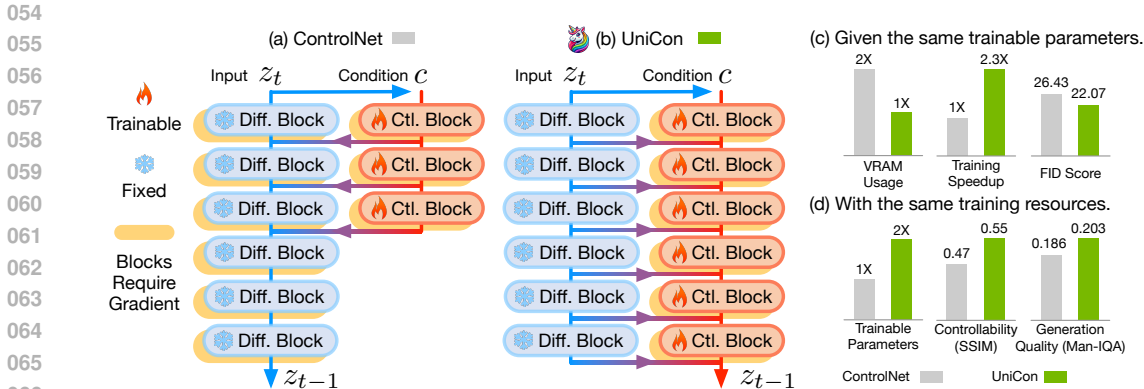 054
055
056
057
058
059
060
061
062
063
064
065
(a) ControlNet
Input z_t Condition c
Trainable
Fixed
Blocks
Require
Gradient
Diff. Block Ctl. Block
Diff. Block Ctl. Block
Diff. Block Ctl. Block
Diff. Block
Diff. Block
Diff. Block
z_{t−1}
(b) UniCon
Input z_t Condition c
Diff. Block Ctl. Block
Diff. Block Ctl. Block
Diff. Block Ctl. Block
Diff. Block Ctl. Block
Diff. Block Ctl. Block
Diff. Block Ctl. Block
z_{t−1}
(c) Given the same trainable parameters.
2X 1X
VRAM
Usage
1X 2.3X
Training
Speedup
26.43 22.07
FID Score
(d) With the same training resources.
1X 2X
Trainable
Parameters
0.47 0.55
Controllability
(SSIM)
0.186 0.203
Generation
Quality (Man-IQA)
ControlNet UniCon